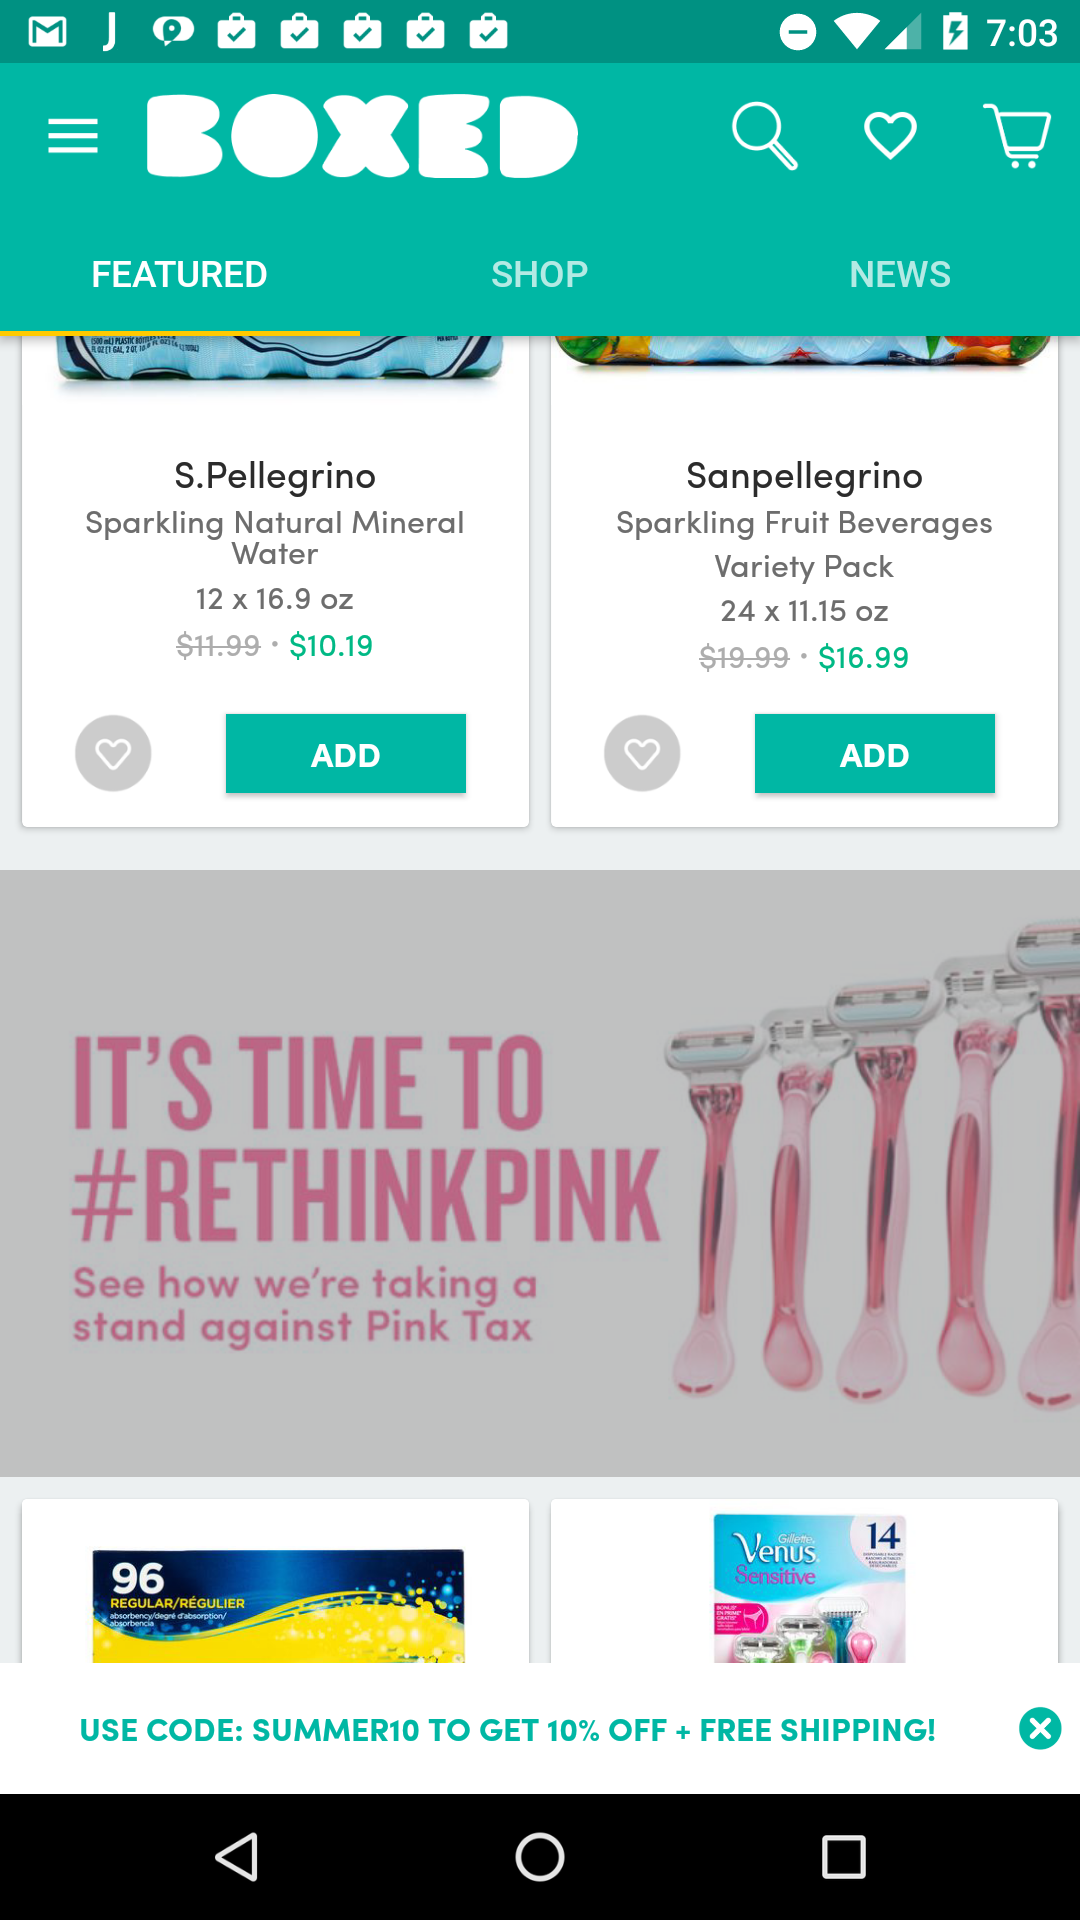 7:03
BOXED
FEATURED SHOP NEWS
S.Pellegrino
Sparkling Natural Mineral
Water
12 x 16.9 oz
$11.99 · $10.19
ADD
Sanpellegrino
Sparkling Fruit Beverages
Variety Pack
24 x 11.15 oz
$19.99 · $16.99
ADD
IT'S TIME TO
#RETHINKPINK
See how we're taking a
stand against Pink Tax
96
REGULAR/RÉGULIER
absorbency/degré d'absorption/
absorbencia
Gillette
Venus
Sensitive
14
BONUS
USE CODE: SUMMER10 TO GET 10% OFF + FREE SHIPPING!